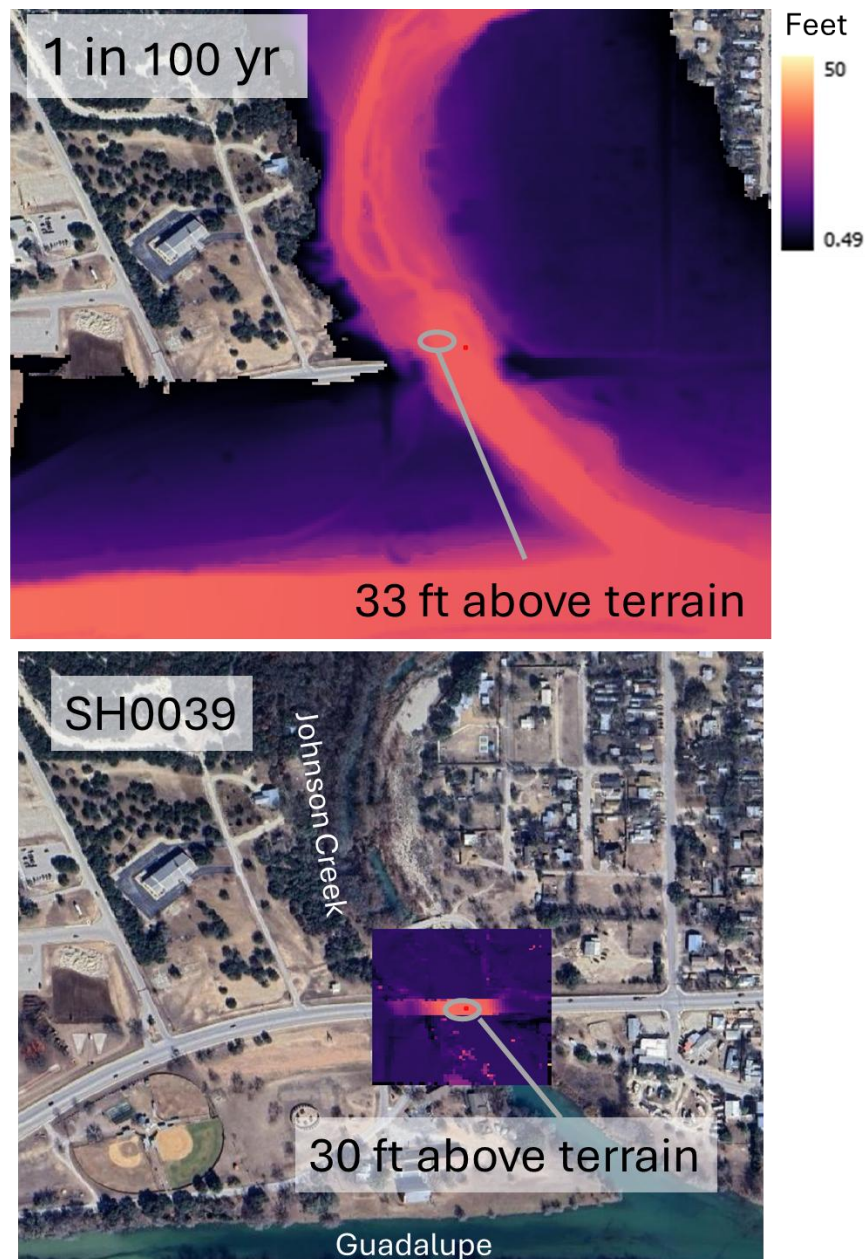 1 in 100 yr
Feet
50
0.49
33 ft above terrain
SH0039
Johnson Creek
30 ft above terrain
Guadalupe